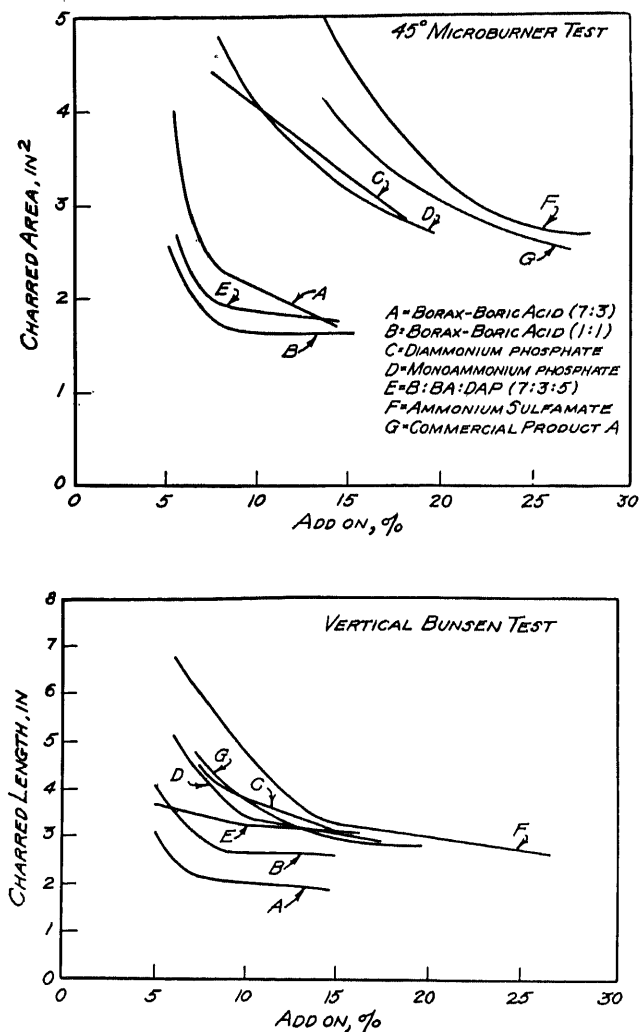 45° MICROBURNER TEST
5
4
3
2
1
0
CHARRED AREA, IN²
C
D
F
G
E
A
B
A=BORAX-BORIC ACID (7:3)
B=BORAX-BORIC ACID (1:1)
C=DIAMMONIUM PHOSPHATE
D=MONOAMMONIUM PHOSPHATE
E=B:BA:DAP (7:3:5)
F=AMMONIUM SULFAMATE
G=COMMERCIAL PRODUCT A
5 10 15 20 25 30
ADD ON, %
VERTICAL BUNSEN TEST
8
7
6
5
4
3
2
1
0
CHARRED LENGTH, IN
G
D
C
E
F
B
A
0 5 10 15 20 25 30
ADD ON, %